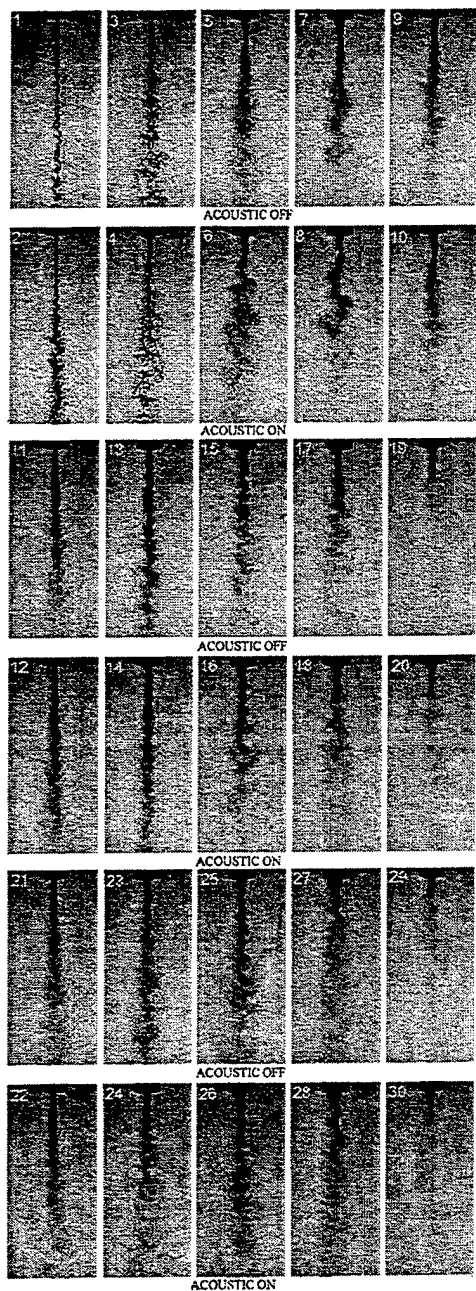 1 3 5 7 9
ACOUSTIC OFF
2 4 6 8 10
ACOUSTIC ON
11 13 15 17 19
ACOUSTIC OFF
12 14 16 18 20
ACOUSTIC ON
21 23 25 27 29
ACOUSTIC OFF
22 24 26 28 30
ACOUSTIC ON